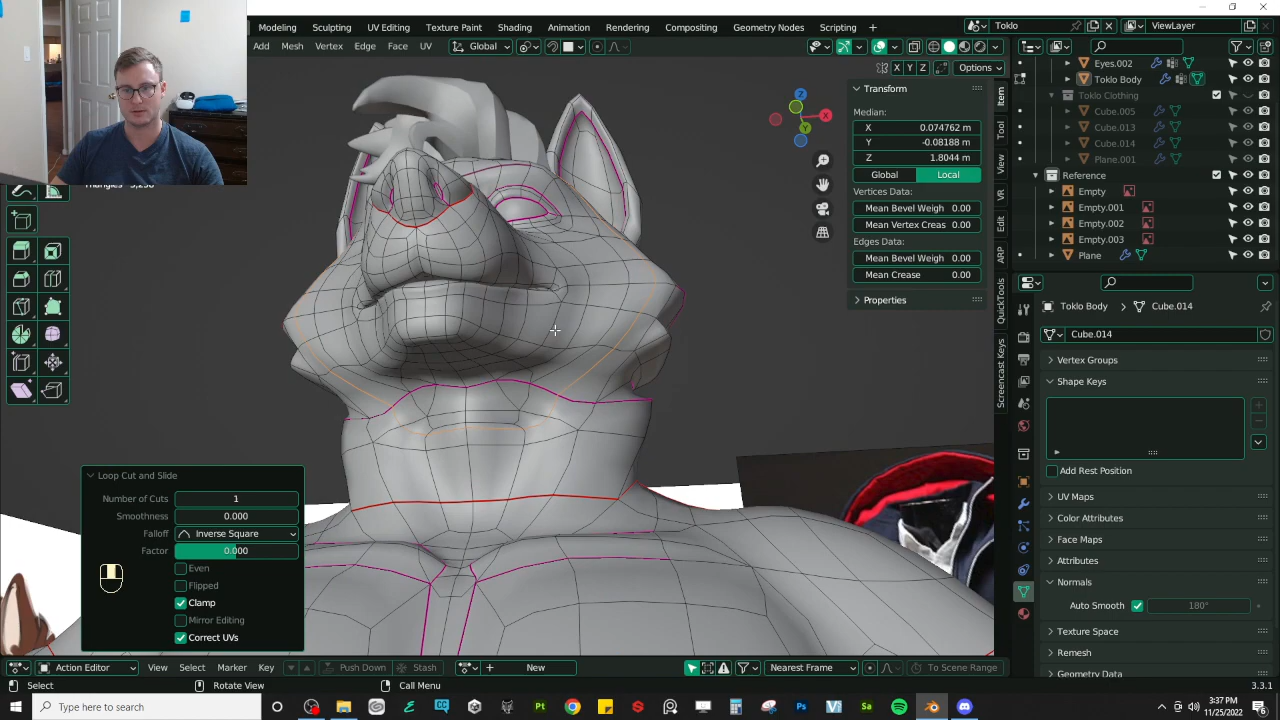 Modeling Sculpting UV Editing Texture Paint Shading Animation Rendering Compositing Geometry Nodes Scripting
Toklo
ViewLayer
Add Mesh Vertex Edge Face UV
Global
X Y Z
Options
Eyes.002
Toklo Body
Toklo Clothing
Cube.005
Cube.013
Cube.014
Plane.001
Reference
Empty
Empty.001
Empty.002
Empty.003
Plane
Transform
Median:
X 0.074762 m
Y -0.08188 m
Z 1.8044 m
Global Local
Vertices Data:
Mean Bevel Weigh 0.00
Mean Vertex Creas 0.00
Edges Data:
Mean Bevel Weigh 0.00
Mean Crease 0.00
Properties
Item
Tool
View
VR
ARP
QuickTools
Screencast Keys
Z
X
Y
Toklo Body
Cube.014
Cube.014
Vertex Groups
Shape Keys
Add Rest Position
UV Maps
Color Attributes
Face Maps
Attributes
Normals
Auto Smooth
180°
Texture Space
Remesh
Geometry Data
Loop Cut and Slide
Number of Cuts 1
Smoothness 0.000
Falloff Inverse Square
Factor 0.000
Even
Flipped
Clamp
Mirror Editing
Correct UVs
Action Editor
View Select Marker Key
Push Down
Stash
New
Nearest Frame
To Scene Range
Select
Rotate View
Call Menu
3.3.1
Type here to search
3:37 PM
11/25/2022